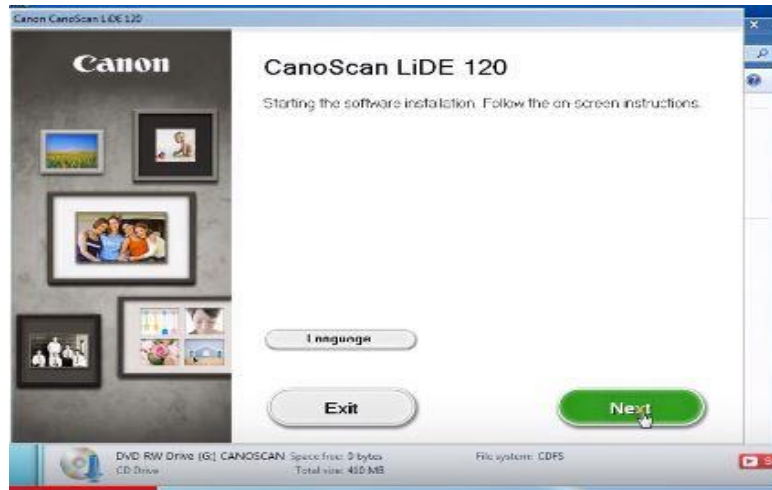 Canon CanoScan LiDE 120
Canon
CanoScan LiDE 120
Starting the software installation. Follow the on-screen instructions.
Language
Exit
Next
DVD RW Drive (G:) CANOSCAN Space free: 0 bytes File system: CDFS
CD Drive Total size: 410 MB